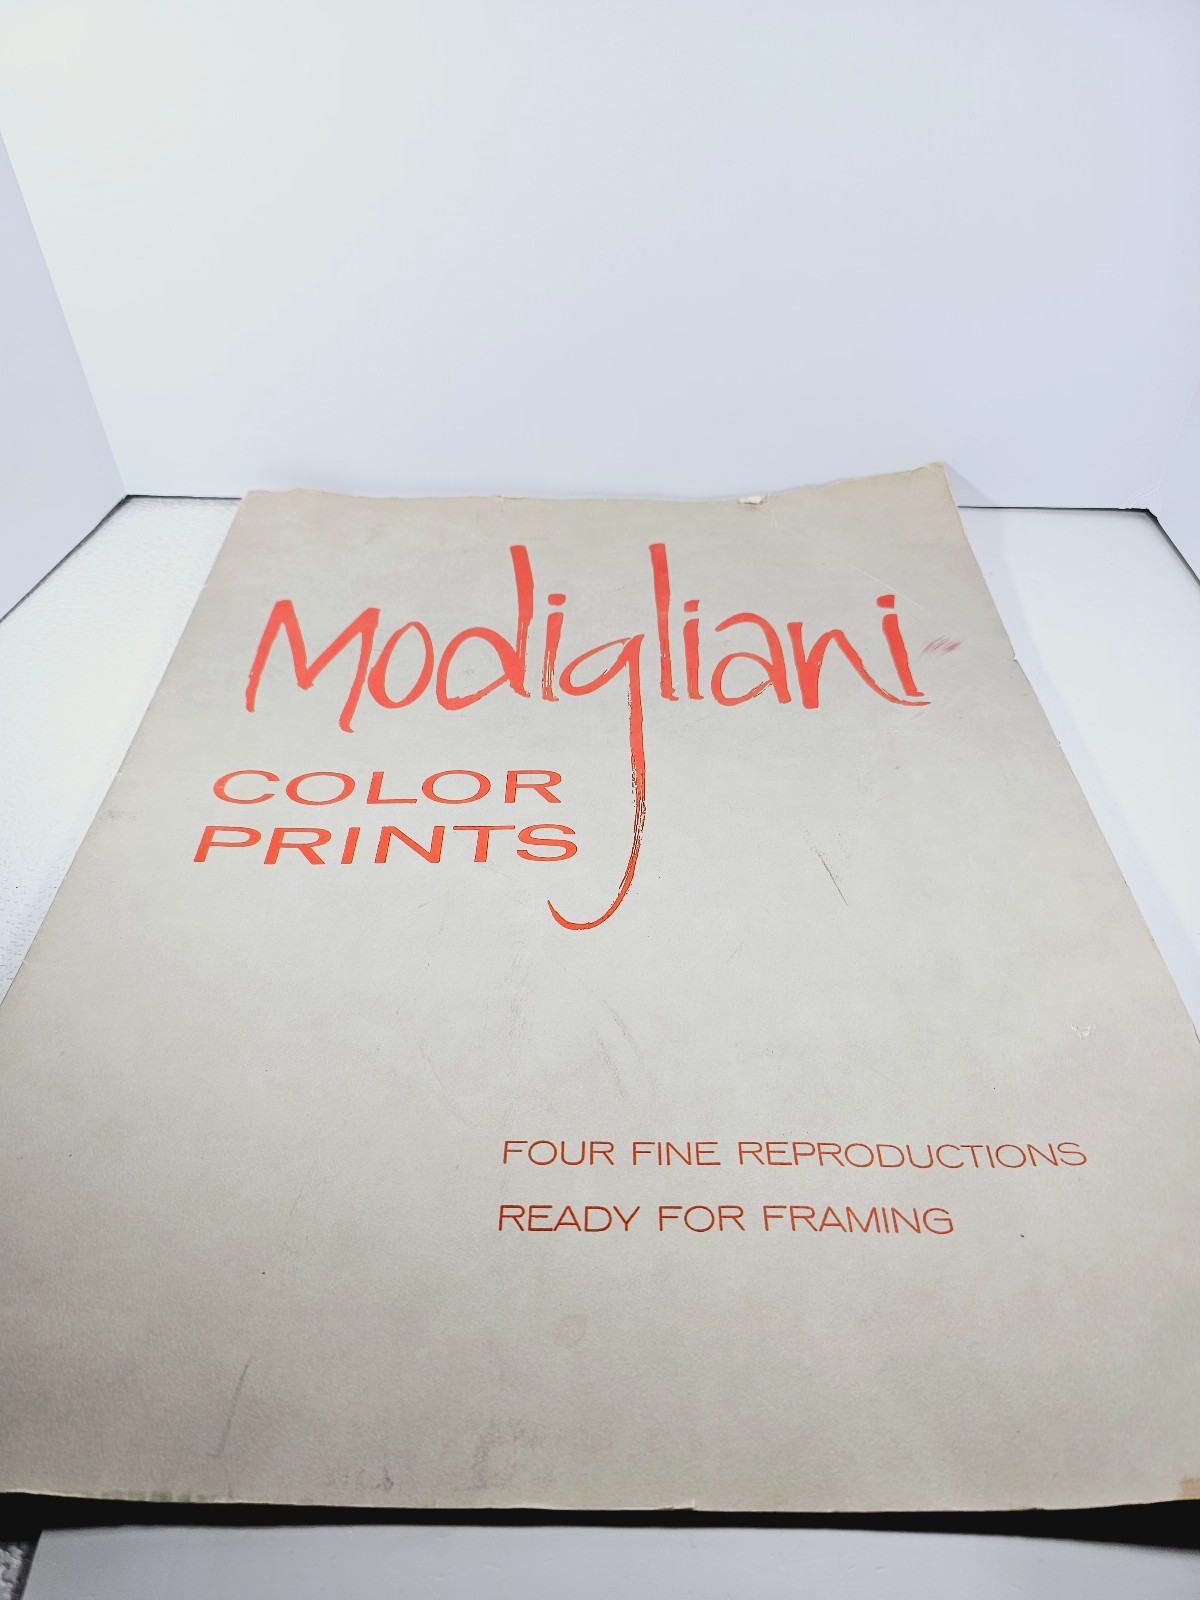 Modigliani
COLOR
PRINTS
FOUR FINE REPRODUCTIONS
READY FOR FRAMING